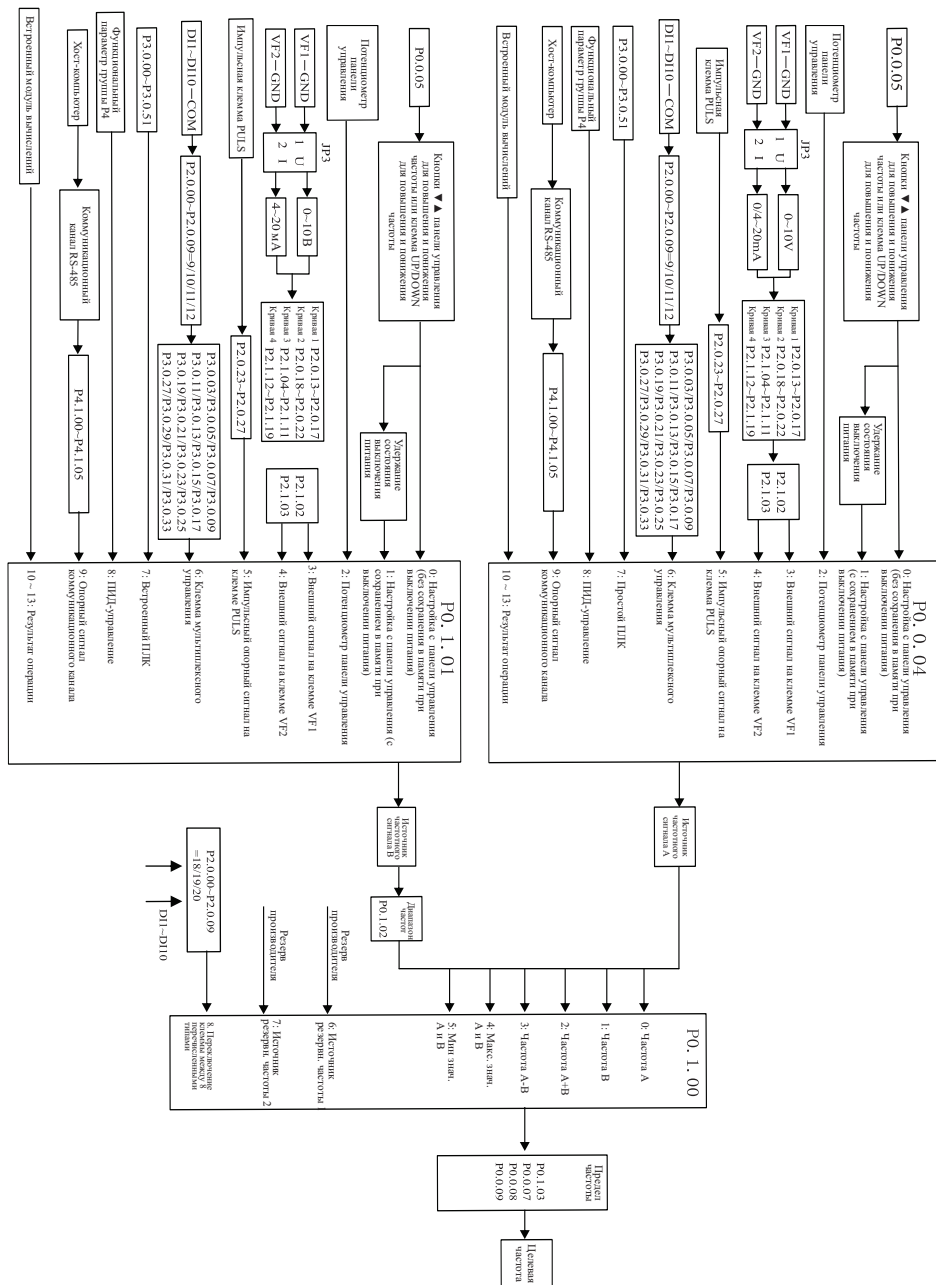 P0.0.05
Кнопки ▼▲ панели управления
для повышения и понижения
частоты или клемма UP/DOWN
для повышения и понижения
частоты
Удержание
состояния
выключения
питания
Потенциометр
панели
управления
VF1—GND
VF2—GND
JP3
1 U
2 I
0~10V
0/4~20mA
Кривая 1 P2.0.13~P2.0.17
Кривая 2 P2.0.18~P2.0.22
Кривая 3 P2.1.04~P2.1.11
Кривая 4 P2.1.12~P2.1.19
P2.1.02
P2.1.03
Импульсная
клемма PULS
P2.0.23~P2.0.27
DI1~DI10—COM
P2.0.00~P2.0.09=9/10/11/12
P3.0.03/P3.0.05/P3.0.07/P3.0.09
P3.0.11/P3.0.13/P3.0.15/P3.0.17
P3.0.19/P3.0.21/P3.0.23/P3.0.25
P3.0.27/P3.0.29/P3.0.31/P3.0.33
P3.0.00~P3.0.51
Функциональный
параметр группы P4
Хост-компьютер
Коммуникационный
канал RS-485
P4.1.00~P4.1.05
Встроенный модуль вычислений
P0.0.04
0: Настройка с панели управления
(без сохранения в памяти при
выключении питания)
1: Настройка с панели управления
(с сохранением в памяти при
выключении питания)
2: Потенциометр панели управления
3: Внешний сигнал на клемме VF1
4: Внешний сигнал на клемме VF2
5: Импульсный опорный сигнал на
клемма PULS
6: Клемма мультиплексного
управления
7: Простой ПЛК
8: ПИД-управление
9: Опорный сигнал
коммуникационного канала
10 ~ 13: Результат операции
Источник
частотного
сигнала A
P0.0.05
Кнопки ▼▲ панели управления
для повышения и понижения
частоты или клемма UP/DOWN
для повышения и понижения
частоты
Удержание
состояния
выключения
питания
Потенциометр
панели
управления
VF1—GND
VF2—GND
JP3
1 U
2 I
0~10 В
4~20 мА
Кривая 1 P2.0.13~P2.0.17
Кривая 2 P2.0.18~P2.0.22
Кривая 3 P2.1.04~P2.1.11
Кривая 4 P2.1.12~P2.1.19
P2.1.02
P2.1.03
Импульсная клемма PULS
P2.0.23~P2.0.27
DI1~DI10—COM
P2.0.00~P2.0.09=9/10/11/12
P3.0.03/P3.0.05/P3.0.07/P3.0.09
P3.0.11/P3.0.13/P3.0.15/P3.0.17
P3.0.19/P3.0.21/P3.0.23/P3.0.25
P3.0.27/P3.0.29/P3.0.31/P3.0.33
P3.0.00~P3.0.51
Функциональный
параметр группы P4
Хост-компьютер
Коммуникационный
канал RS-485
P4.1.00~P4.1.05
Встроенный модуль вычислений
P0.1.01
0: Настройка с панели управления
(без сохранения в памяти при
выключении питания)
1: Настройка с панели управления (с
сохранением в памяти при
выключении питания)
2: Потенциометр панели управления
3: Внешний сигнал на клемме VF1
4: Внешний сигнал на клемме VF2
5: Импульсный опорный сигнал на
клемме PULS
6: Клемма мультиплексного
управления
7: Встроенный ПЛК
8: ПИД-управление
9: Опорный сигнал
коммуникационного канала
10 ~ 13: Результат операции
Источник
частотного
сигнала B
Диапазон
частот
P0.1.02
Резерв
производителя
Резерв
производителя
P2.0.00~P2.0.09
=18/19/20
DI1~DI10
P0.1.00
0: Частота A
1: Частота B
2: Частота A+B
3: Частота A-B
4: Макс. знач.
A и B
5: Мин знач.
A и B
6: Источник
резервн. частоты 1
7: Источник
резервн. частоты 2
8. Переключение
клеммы между 8
перечисленными
типами
Предел
частоты
P0.1.03
P0.0.07
P0.0.08
P0.0.09
Целевая
частота